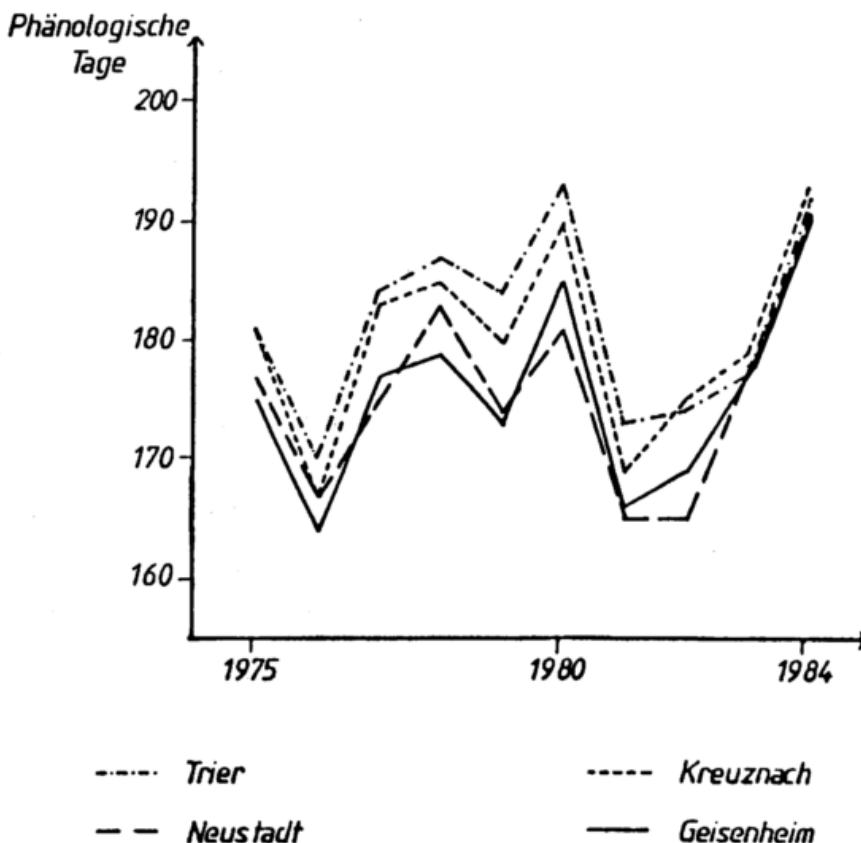 Phänologische
Tage
200
190
180
170
160
1975 1980 1984
Trier Kreuznach
Neustadt Geisenheim